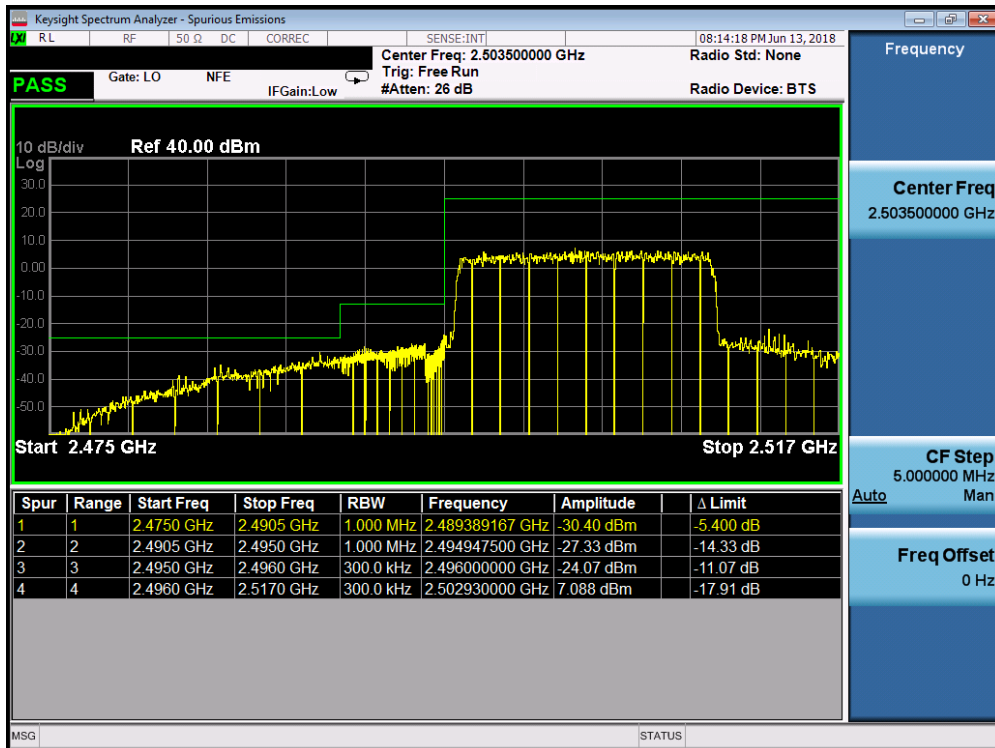 Keysight Spectrum Analyzer - Spurious Emissions
LXI RL RF 50 Ω DC CORREC SENSE:INT 08:14:18 PM Jun 13, 2018
Center Freq: 2.503500000 GHz Radio Std: None
PASS Gate: LO NFE Trig: Free Run
IFGain:Low #Atten: 26 dB Radio Device: BTS
10 dB/div Ref 40.00 dBm
Log
30.0
20.0
10.0
0.00
-10.0
-20.0
-30.0
-40.0
-50.0
Start 2.475 GHz Stop 2.517 GHz
Spur Range Start Freq Stop Freq RBW Frequency Amplitude Δ Limit
1 1 2.4750 GHz 2.4905 GHz 1.000 MHz 2.489389167 GHz -30.40 dBm -5.400 dB
2 2 2.4905 GHz 2.4950 GHz 1.000 MHz 2.494947500 GHz -27.33 dBm -14.33 dB
3 3 2.4950 GHz 2.4960 GHz 300.0 kHz 2.496000000 GHz -24.07 dBm -11.07 dB
4 4 2.4960 GHz 2.5170 GHz 300.0 kHz 2.502930000 GHz 7.088 dBm -17.91 dB
MSG STATUS
Frequency
Center Freq
2.503500000 GHz
CF Step
5.000000 MHz
Auto Man
Freq Offset
0 Hz